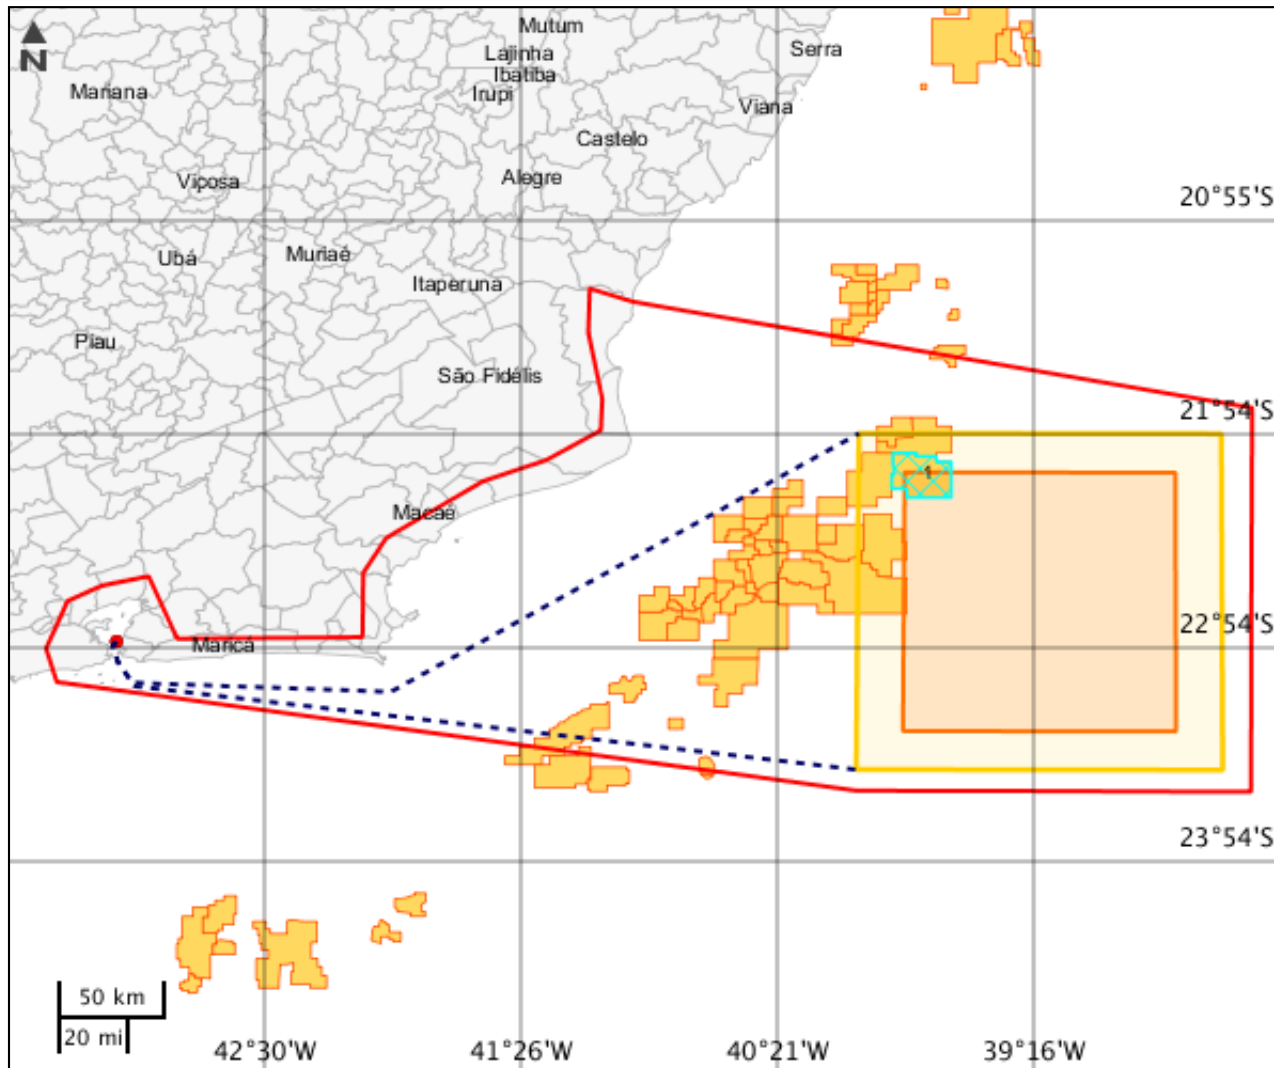 N
Mutum
Serra
Lajinha
Ibatiba
Mariana
Irupi
Viana
Castelo
Alegre
Viposa
20°55'S
Ubá
Muriaé
Itaperuna
Piau
São Fidélis
21°54'S
1
Macaé
22°54'S
Maricá
23°54'S
50 km
20 mi
42°30'W
41°26'W
40°21'W
39°16'W